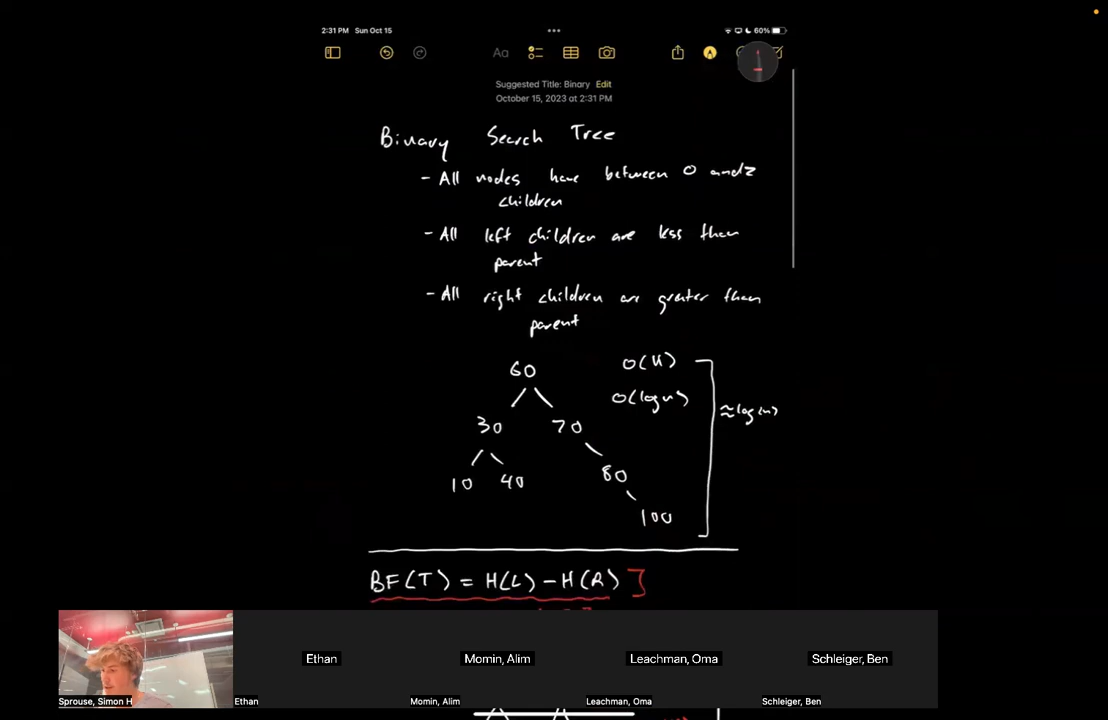 2:31 PM Sun Oct 15
60%
Aa
Suggested Title: Binary Edit
October 15, 2023 at 2:31 PM
Binary Search Tree
- All nodes have between 0 and 2
children
- All left children are less than
parent
- All right children are greater than
parent
60
O(H)
O(logn)
≈log(n)
30 70
10 40 80
100
BF(T) = H(L) - H(R) ]
Ethan
Momin, Alim
Leachman, Oma
Schleiger, Ben
Sprouse, Simon H
Ethan
Momin, Alim
Leachman, Oma
Schleiger, Ben